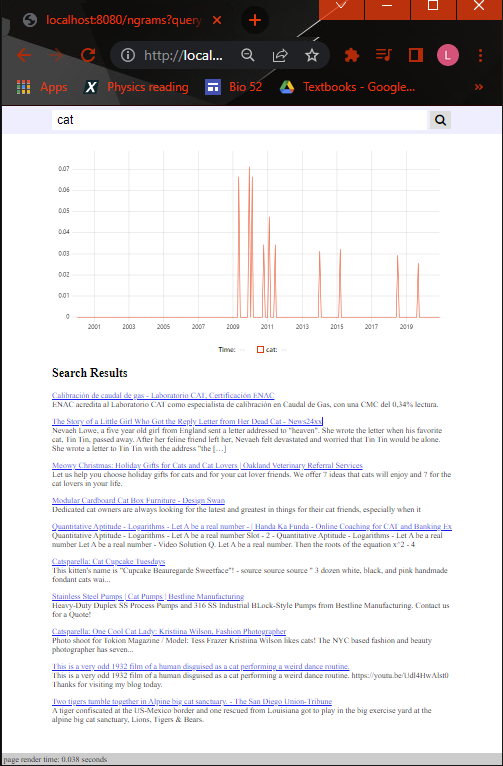 localhost:8080/ngrams?query
http://local...
L
Apps
Physics reading
Bio 52
Textbooks - Google...
cat
0.07
0.06
0.05
0.04
0.03
0.02
0.01
0
2001 2003 2005 2007 2009 2011 2013 2015 2017 2019
Time: -- cat: --
Search Results
Calibración de caudal de gas - Laboratorio CAT, Certificación ENAC
ENAC acredita al Laboratorio CAT como especialista de calibración en Caudal de Gas, con una CMC del 0,34% lectura.
The Story of a Little Girl Who Got the Reply Letter from Her Dead Cat - News24xx
Nevaeh Lowe, a five year old girl from England sent a letter addressed to "heaven". She wrote the letter when his favorite
cat, Tin Tin, passed away. After her feline friend left her, Nevaeh felt devastated and worried that Tin Tin would be alone.
She wrote a letter to Tin Tin with the address "the […]
Meowy Christmas: Holiday Gifts for Cats and Cat Lovers | Oakland Veterinary Referral Services
Let us help you choose holiday gifts for cats and for your cat lover friends. We offer 7 ideas that cats will enjoy and 7 for the
cat lovers in your life.
Modular Cardboard Cat Box Furniture - Design Swan
Dedicated cat owners are always looking for the latest and greatest in things for their cat friends, especially when it
Quantitative Aptitude - Logarithms - Let A be a real number - | Handa Ka Funda - Online Coaching for CAT and Banking Ex
Quantitative Aptitude - Logarithms - Let A be a real number Slot - 2 - Quantitative Aptitude - Logarithms - Let A be a real
number Let A be a real number - Video Solution Q. Let A be a real number. Then the roots of the equation x^2 - 4
Catsparella: Cat Cupcake Tuesdays
This kitten's name is "Cupcake Beauregarde Sweetface"! - source source source " 3 dozen white, black, and pink handmade
fondant cats wai...
Stainless Steel Pumps | Cat Pumps | Bestline Manufacturing
Heavy-Duty Duplex SS Process Pumps and 316 SS Industrial BLock-Style Pumps from Bestline Manufacturing. Contact us
for a Quote!
Catsparella: One Cool Cat Lady: Kristiina Wilson, Fashion Photographer
Photo shoot for Tokion Magazine / Model: Tess Frazer Kristiina Wilson likes cats! The NYC based fashion and beauty
photographer has seven...
This is a very odd 1932 film of a human disguised as a cat performing a weird dance routine.
This is a very odd 1932 film of a human disguised as a cat performing a weird dance routine.
Thanks for visiting my blog today.
Two tigers tumble together in Alpine big cat sanctuary. - The San Diego Union-Tribune
A tiger confiscated at the US-Mexico border and one rescued from Louisiana got to play in the big exercise yard at the
alpine big cat sanctuary, Lions, Tigers & Bears.
page render time: 0.038 seconds